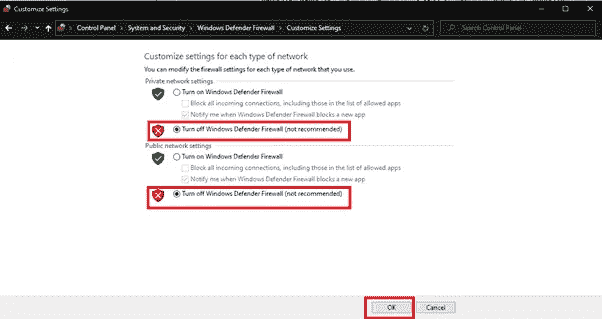 Customize Settings
Control Panel > System and Security > Windows Defender Firewall > Customize Settings
Search Control Panel
Customize settings for each type of network
You can modify the firewall settings for each type of network that you use.
Private network settings
Turn on Windows Defender Firewall
Block all incoming connections, including those in the list of allowed apps
Notify me when Windows Defender Firewall blocks a new app
Turn off Windows Defender Firewall (not recommended)
Public network settings
Turn on Windows Defender Firewall
Block all incoming connections, including those in the list of allowed apps
Notify me when Windows Defender Firewall blocks a new app
Turn off Windows Defender Firewall (not recommended)
OK Cancel